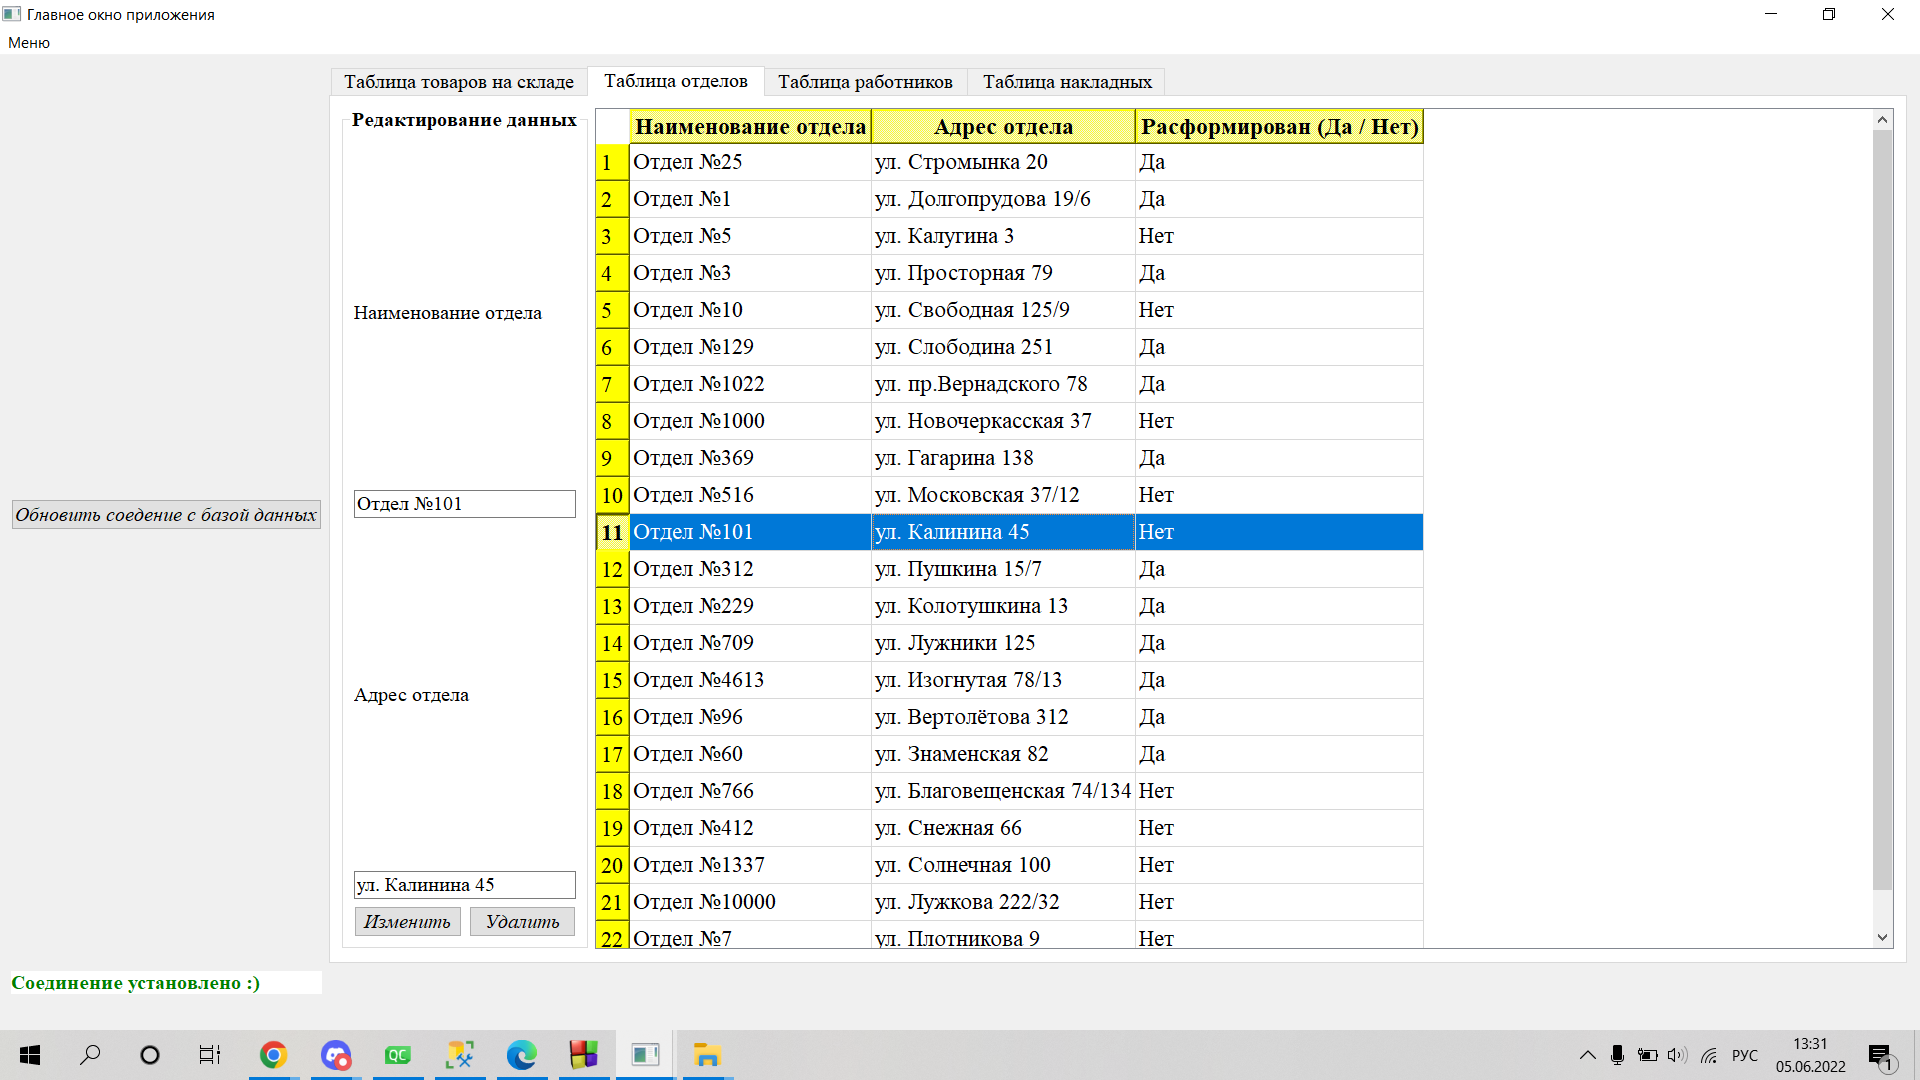 Главное окно приложения
Меню
Таблица товаров на складе
Таблица отделов
Таблица работников
Таблица накладных
Обновить соедение с базой данных
Соединение установлено :)
Редактирование данных
Наименование отдела
Отдел №101
Адрес отдела
ул. Калинина 45
Изменить Удалить
Наименование отдела Адрес отдела Расформирован (Да / Нет)
1 Отдел №25 ул. Стромынка 20 Да
2 Отдел №1 ул. Долгопрудова 19/6 Да
3 Отдел №5 ул. Калугина 3 Нет
4 Отдел №3 ул. Просторная 79 Да
5 Отдел №10 ул. Свободная 125/9 Нет
6 Отдел №129 ул. Слободина 251 Да
7 Отдел №1022 ул. пр.Вернадского 78 Да
8 Отдел №1000 ул. Новочеркасская 37 Нет
9 Отдел №369 ул. Гагарина 138 Да
10 Отдел №516 ул. Московская 37/12 Нет
11 Отдел №101 ул. Калинина 45 Нет
12 Отдел №312 ул. Пушкина 15/7 Да
13 Отдел №229 ул. Колотушкина 13 Да
14 Отдел №709 ул. Лужники 125 Да
15 Отдел №4613 ул. Изогнутая 78/13 Да
16 Отдел №96 ул. Вертолётова 312 Да
17 Отдел №60 ул. Знаменская 82 Да
18 Отдел №766 ул. Благовещенская 74/134 Нет
19 Отдел №412 ул. Снежная 66 Нет
20 Отдел №1337 ул. Солнечная 100 Нет
21 Отдел №10000 ул. Лужкова 222/32 Нет
22 Отдел №7 ул. Плотникова 9 Нет
QC
РУС
13:31
05.06.2022
1